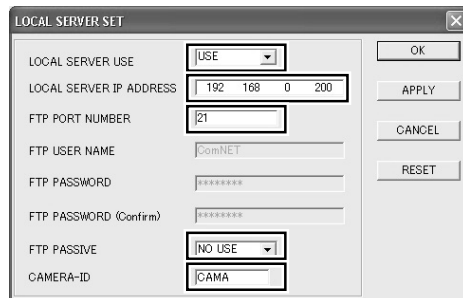 LOCAL SERVER SET
LOCAL SERVER USE USE OK
LOCAL SERVER IP ADDRESS 192 168 0 200 APPLY
FTP PORT NUMBER 21 CANCEL
FTP USER NAME ComNET
FTP PASSWORD ******** RESET
FTP PASSWORD (Confirm) ********
FTP PASSIVE NO USE
CAMERA-ID CAMA